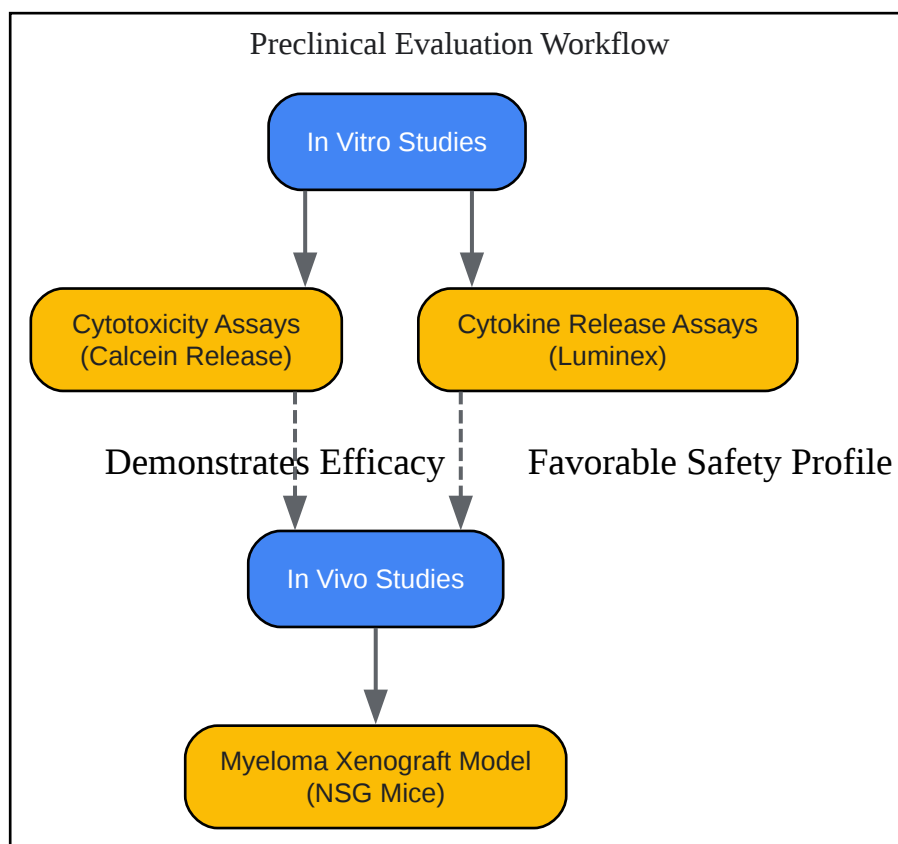 Preclinical Evaluation Workflow
In Vitro Studies
Cytotoxicity Assays
(Calcein Release)
Cytokine Release Assays
(Luminex)
Demonstrates Efficacy
Favorable Safety Profile
In Vivo Studies
Myeloma Xenograft Model
(NSG Mice)